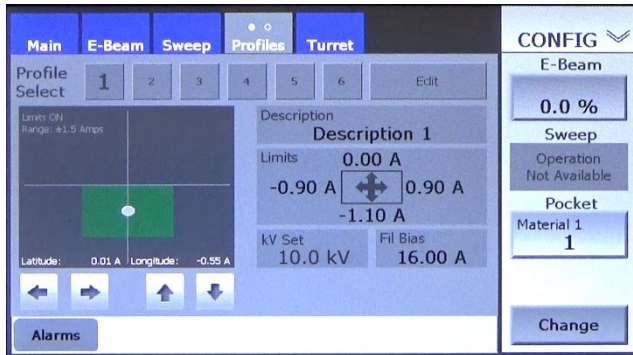 Main
E-Beam
Sweep
Profiles
Turret
CONFIG
Profile
Select
1
2
3
4
5
6
Edit
E-Beam
0.0 %
Limits ON
Range: ±1.5 Amps
Description
Description 1
Limits
0.00 A
-0.90 A
0.90 A
-1.10 A
Sweep
Operation
Not Available
Pocket
Material 1
1
kV Set
10.0 kV
Fil Bias
16.00 A
Latitude: 0.01 A Longitude: -0.55 A
Alarms
Change